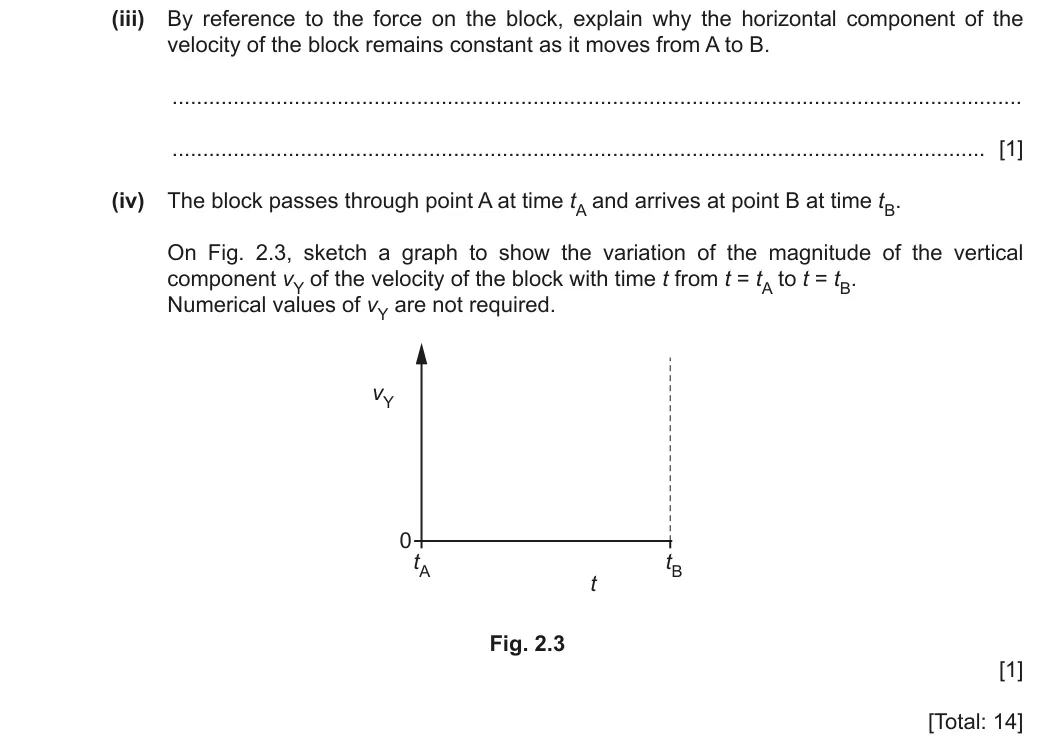 (iii) By reference to the force on the block, explain why the horizontal component of the
velocity of the block remains constant as it moves from A to B.
..........................................................................................................................................
.................................................................................................................................... [1]
(iv) The block passes through point A at time tA and arrives at point B at time tB.
On Fig. 2.3, sketch a graph to show the variation of the magnitude of the vertical
component vY of the velocity of the block with time t from t = tA to t = tB.
Numerical values of vY are not required.
vY
0
tA
tB
t
Fig. 2.3
[1]
[Total: 14]